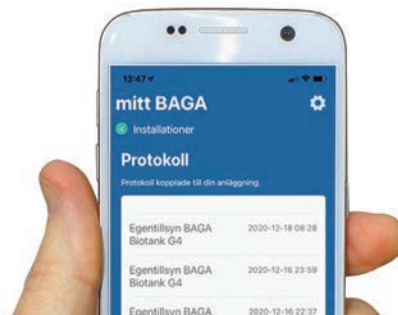 13:47
mitt BAGA
Installationer
Protokoll
Protokoll kopplade till din anläggning.
Egentillsyn BAGA 2020-12-18 08:28
Biotank G4
Egentillsyn BAGA 2020-12-16 23:59
Biotank G4
Egentillsyn BAGA 2020-12-16 22:37